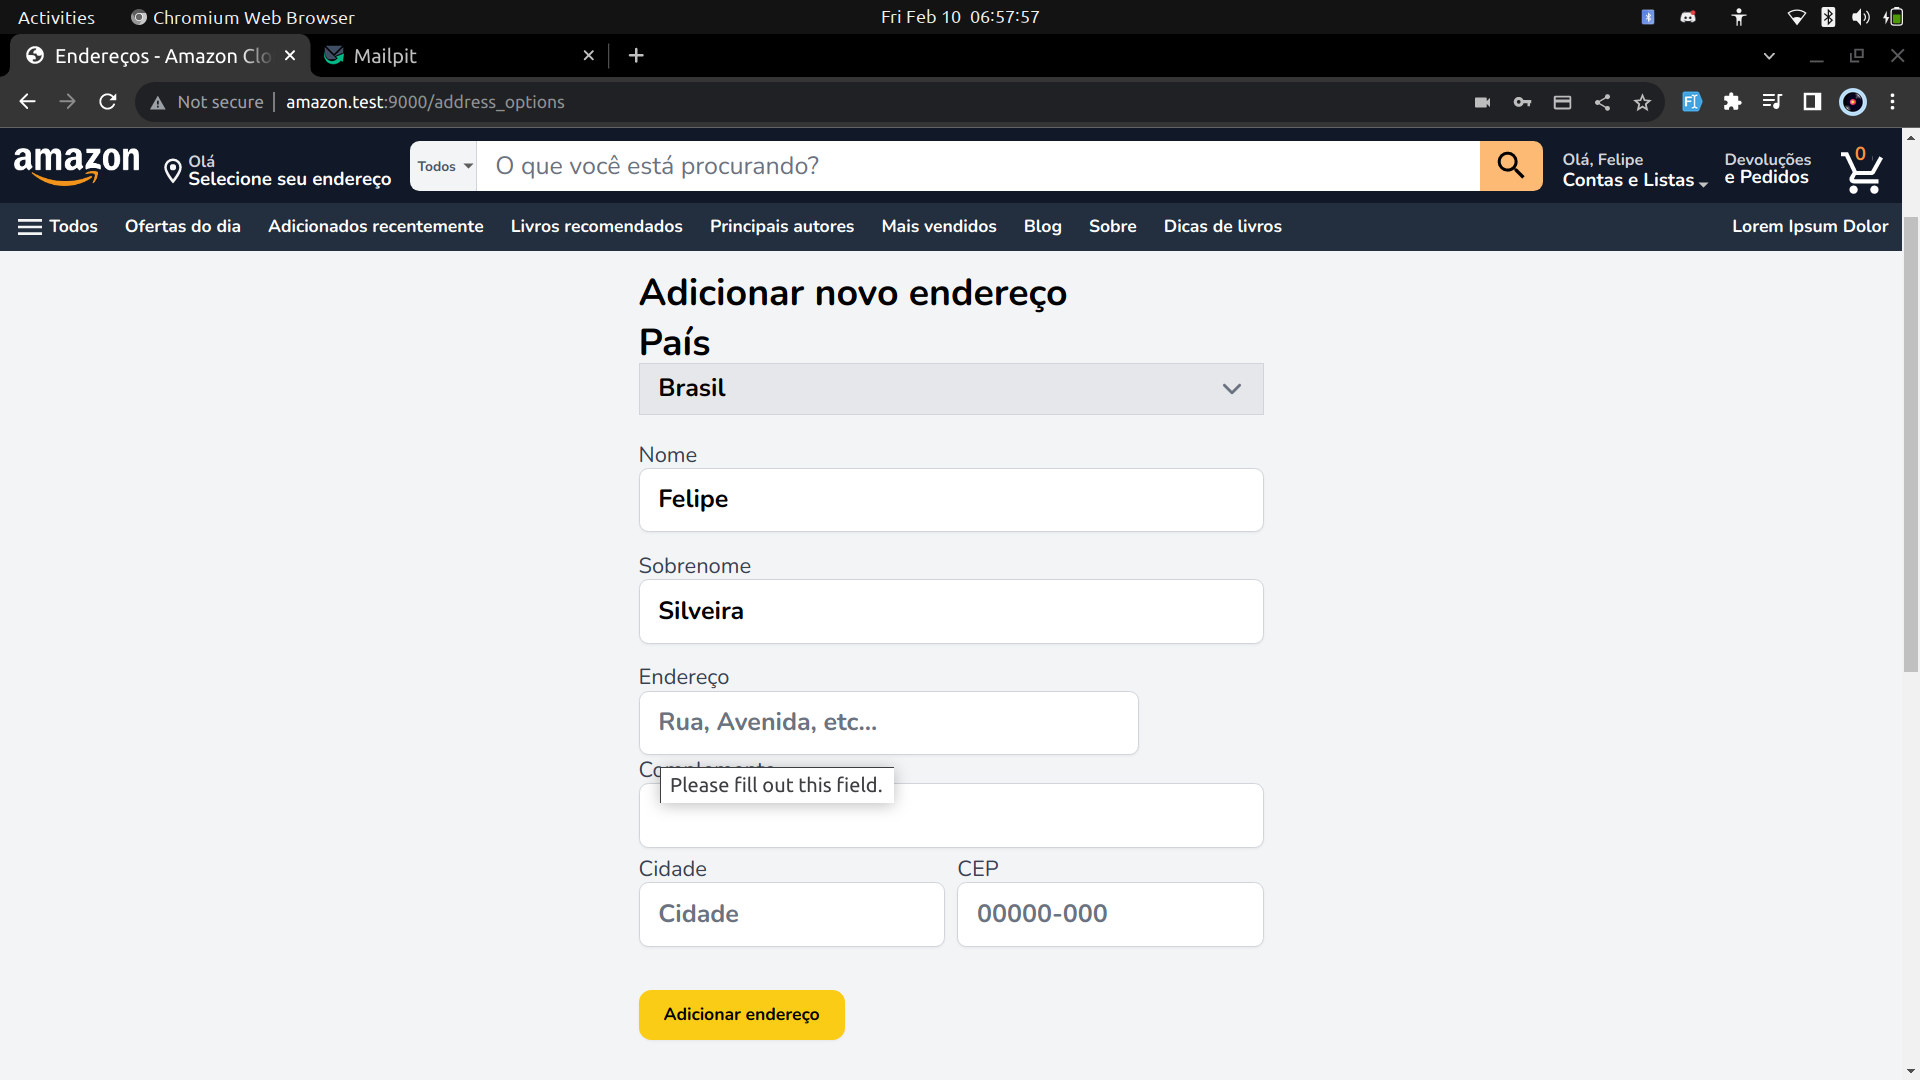 Activities Chromium Web Browser Fri Feb 10 06:57:57
Endereços - Amazon Clo Mailpit
Not secure amazon.test:9000/address_options
amazon
Olá
Selecione seu endereço
Todos
O que você está procurando?
Olá, Felipe
Contas e Listas
Devoluções
e Pedidos
0
Todos Ofertas do dia Adicionados recentemente Livros recomendados Principais autores Mais vendidos Blog Sobre Dicas de livros Lorem Ipsum Dolor
Adicionar novo endereço
País
Brasil
Nome
Felipe
Sobrenome
Silveira
Endereço
Rua, Avenida, etc...
Complemento
Please fill out this field.
Cidade CEP
Cidade 00000-000
Adicionar endereço